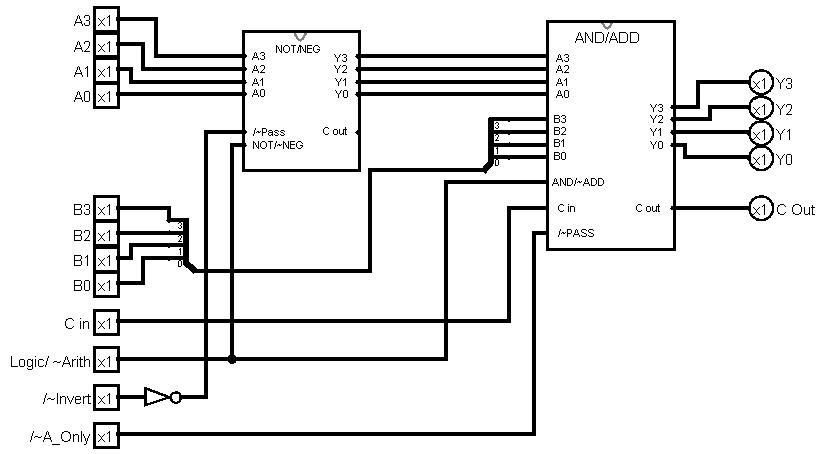 A3 x1
A2 x1
A1 x1
A0 x1
NOT/NEG
A3 Y3
A2 Y2
A1 Y1
A0 Y0
/~Pass C out
NOT/~NEG
AND/ADD
A3
A2
A1
A0
B3
B2
B1
B0
3
2
1
0
AND/~ADD
C in
/~PASS
Y3
Y2
Y1
Y0
C out
x1 Y3
x1 Y2
x1 Y1
x1 Y0
x1 C Out
B3 x1
B2 x1
B1 x1
B0 x1
3
2
1
0
C in x1
Logic/ ~Arith x1
/~Invert x1
/~A_Only x1